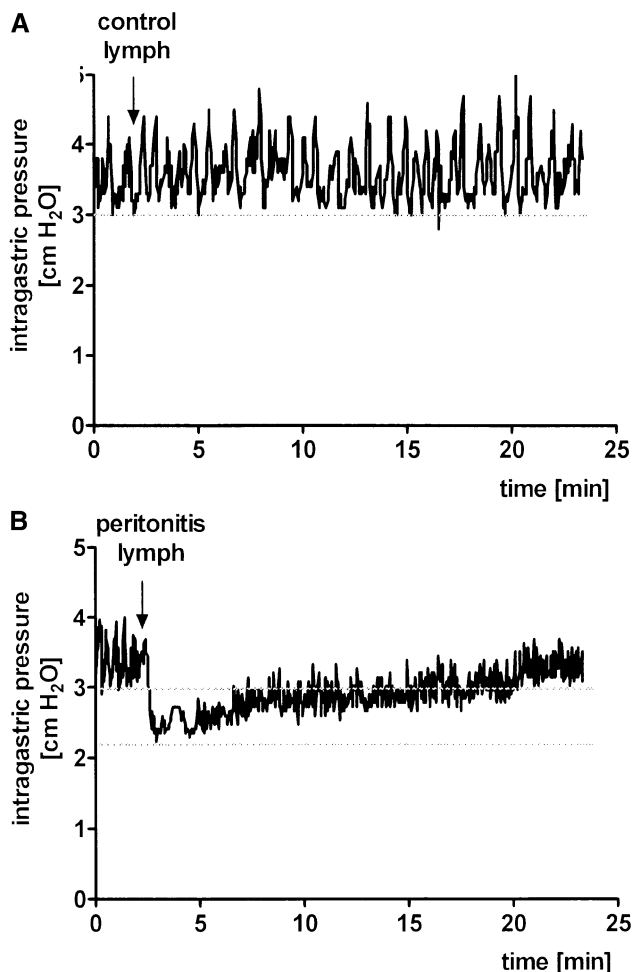 A
control
lymph
5
4
3
2
1
0
intragastric pressure
[cm H₂O]
0 5 10 15 20 25
time [min]
B
peritonitis
lymph
5
4
3
2
1
0
intragastric pressure
[cm H₂O]
0 5 10 15 20 25
time [min]